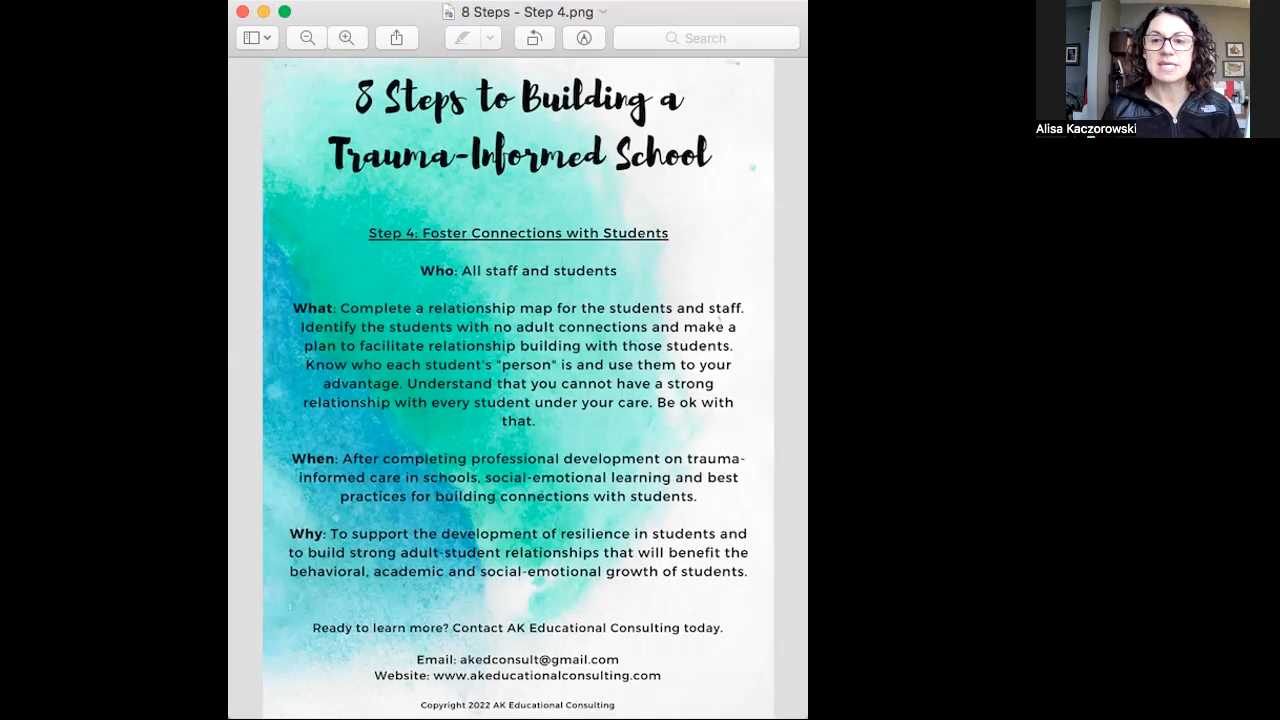 8 Steps - Step 4.png
Search
8 Steps to Building a
Trauma-Informed School
Step 4: Foster Connections with Students
Who: All staff and students
What: Complete a relationship map for the students and staff.
Identify the students with no adult connections and make a
plan to facilitate relationship building with those students.
Know who each student's "person" is and use them to your
advantage. Understand that you cannot have a strong
relationship with every student under your care. Be ok with
that.
When: After completing professional development on trauma-
informed care in schools, social-emotional learning and best
practices for building connections with students.
Why: To support the development of resilience in students and
to build strong adult-student relationships that will benefit the
behavioral, academic and social-emotional growth of students.
Ready to learn more? Contact AK Educational Consulting today.
Email: akedconsult@gmail.com
Website: www.akeducationalconsulting.com
Copyright 2022 AK Educational Consulting
Alisa Kaczorowski